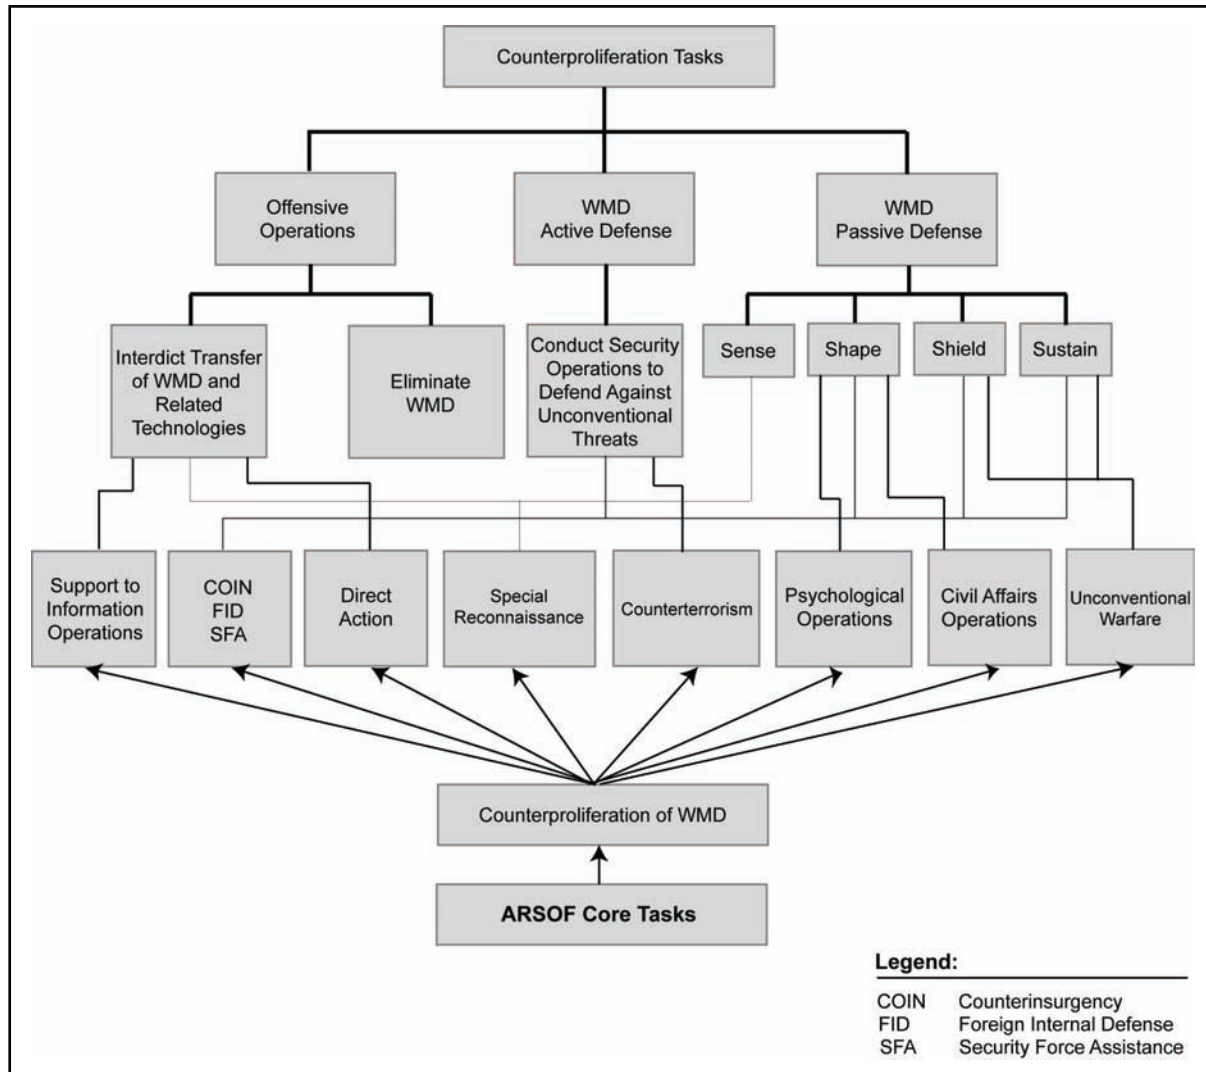 Counterproliferation Tasks
Offensive
Operations
WMD
Active Defense
WMD
Passive Defense
Interdict Transfer
of WMD and
Related
Technologies
Eliminate
WMD
Conduct Security
Operations to
Defend Against
Unconventional
Threats
Sense
Shape
Shield
Sustain
Support to
Information
Operations
COIN
FID
SFA
Direct
Action
Special
Reconnaissance
Counterterrorism
Psychological
Operations
Civil Affairs
Operations
Unconventional
Warfare
Counterproliferation of WMD
ARSOF Core Tasks
Legend:
COIN Counterinsurgency
FID Foreign Internal Defense
SFA Security Force Assistance